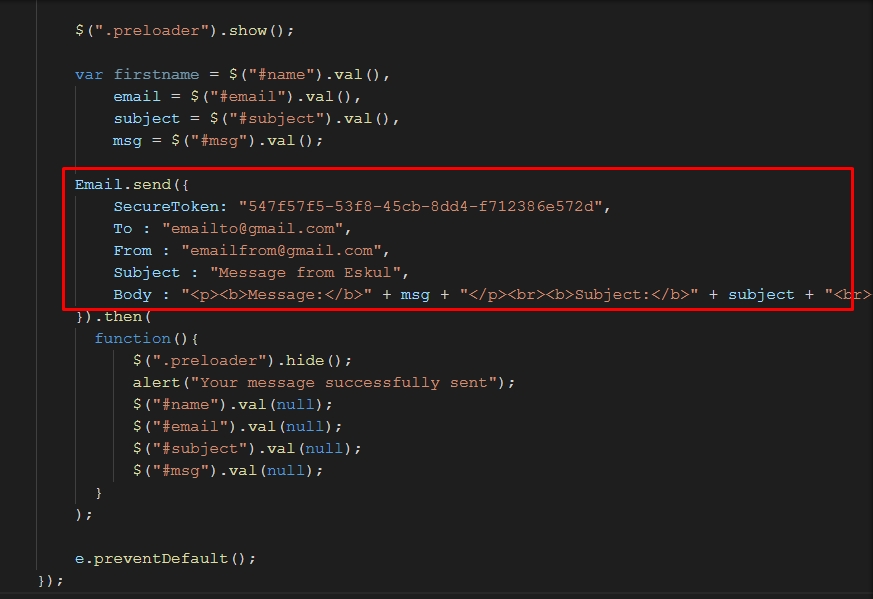 $(".preloader").show();
var firstname = $("#name").val(),
email = $("#email").val(),
subject = $("#subject").val(),
msg = $("#msg").val();
Email.send({
SecureToken: "547f57f5-53f8-45cb-8dd4-f712386e572d",
To : "emailto@gmail.com",
From : "emailfrom@gmail.com",
Subject : "Message from Eskul",
Body : "<p><b>Message:</b>" + msg + "</p><br><b>Subject:</b>" + subject + "<br>
}).then(
function(){
$(".preloader").hide();
alert("Your message successfully sent");
$("#name").val(null);
$("#email").val(null);
$("#subject").val(null);
$("#msg").val(null);
}
);
e.preventDefault();
});